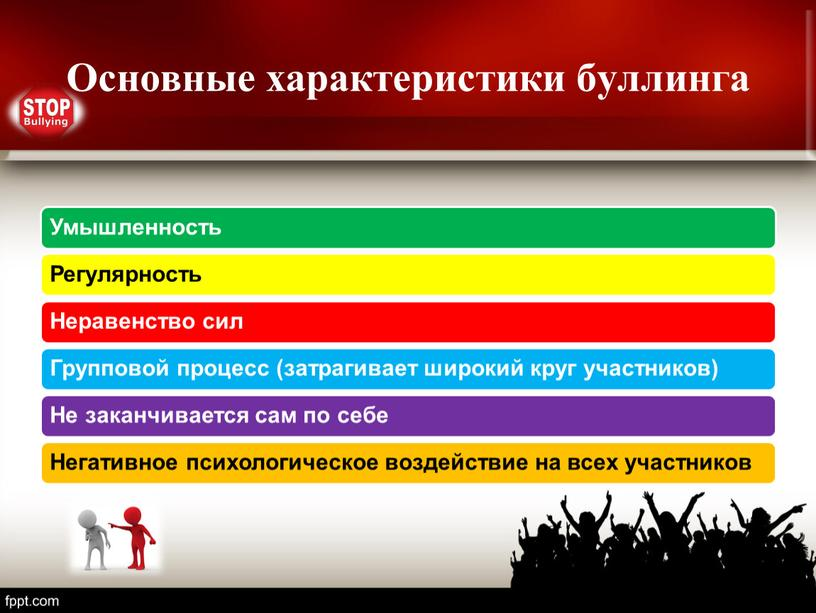 Основные характеристики буллинга
STOP
Bullying
Умышленность
Регулярность
Неравенство сил
Групповой процесс (затрагивает широкий круг участников)
Не заканчивается сам по себе
Негативное психологическое воздействие на всех участников
fppt.com